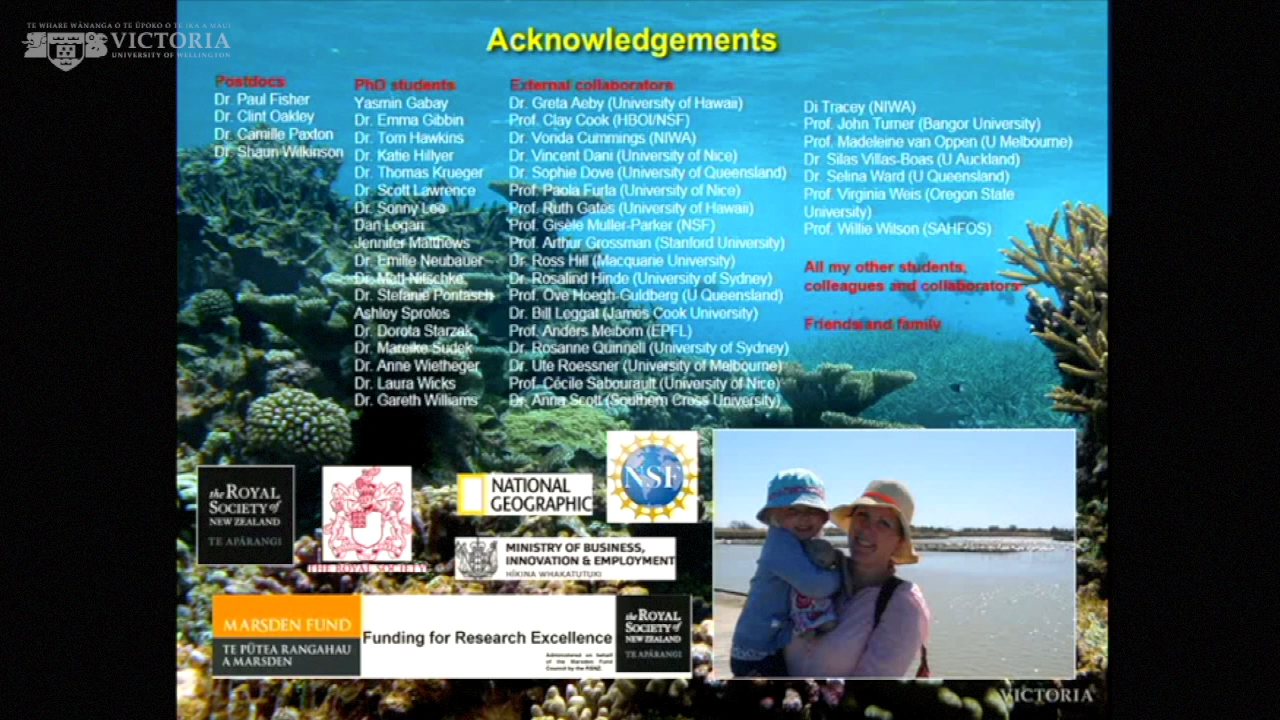 TE WHARE WĀNANGA O TE ŪPOKO O TE IKA A MĀUI
VICTORIA
UNIVERSITY OF WELLINGTON
Acknowledgements
Postdocs
Dr. Paul Fisher
Dr. Clint Oakley
Dr. Camille Paxton
Dr. Shaun Wilkinson
PhD students
Yasmin Gabay
Dr. Emma Gibbin
Dr. Tom Hawkins
Dr. Katie Hillyer
Dr. Thomas Krueger
Dr. Scott Lawrence
Dr. Sonny Lee
Dan Logan
Jennifer Matthews
Dr. Emilie Neubauer
Dr. Matt Nitschke
Dr. Stefanie Pontasch
Ashley Sproles
Dr. Dorota Starzak
Dr. Mareike Sudek
Dr. Anne Wietheger
Dr. Laura Wicks
Dr. Gareth Williams
External collaborators
Dr. Greta Aeby (University of Hawaii)
Prof. Clay Cook (HBOI/NSF)
Dr. Vonda Cummings (NIWA)
Dr. Vincent Dani (University of Nice)
Dr. Sophie Dove (University of Queensland)
Prof. Paola Furla (University of Nice)
Prof. Ruth Gates (University of Hawaii)
Prof. Gisèle Muller-Parker (NSF)
Prof. Arthur Grossman (Stanford University)
Dr. Ross Hill (Macquarie University)
Dr. Rosalind Hinde (University of Sydney)
Prof. Ove Hoegh-Guldberg (U Queensland)
Dr. Bill Leggat (James Cook University)
Prof. Anders Meibom (EPFL)
Dr. Rosanne Quinnell (University of Sydney)
Dr. Ute Roessner (University of Melbourne)
Prof. Cécile Sabourault (University of Nice)
Dr. Anna Scott (Southern Cross University)
Di Tracey (NIWA)
Prof. John Turner (Bangor University)
Prof. Madeleine van Oppen (U Melbourne)
Dr. Silas Villas-Boas (U Auckland)
Dr. Selina Ward (U Queensland)
Prof. Virginia Weis (Oregon State
University)
Prof. Willie Wilson (SAHFOS)
All my other students,
colleagues and collaborators
Friends and family
the ROYAL
SOCIETY of
NEW ZEALAND
TE APĀRANGI
THE ROYAL SOCIETY
NATIONAL
GEOGRAPHIC
NSF
MINISTRY OF BUSINESS,
INNOVATION & EMPLOYMENT
HĪKINA WHAKATUTUKI
MARSDEN FUND
TE PŪTEA RANGAHAU
A MARSDEN
Funding for Research Excellence
Administered on behalf
of the Marsden Fund
Council by the RSNZ.
the ROYAL
SOCIETY of
NEW ZEALAND
TE APĀRANGI
VICTORIA